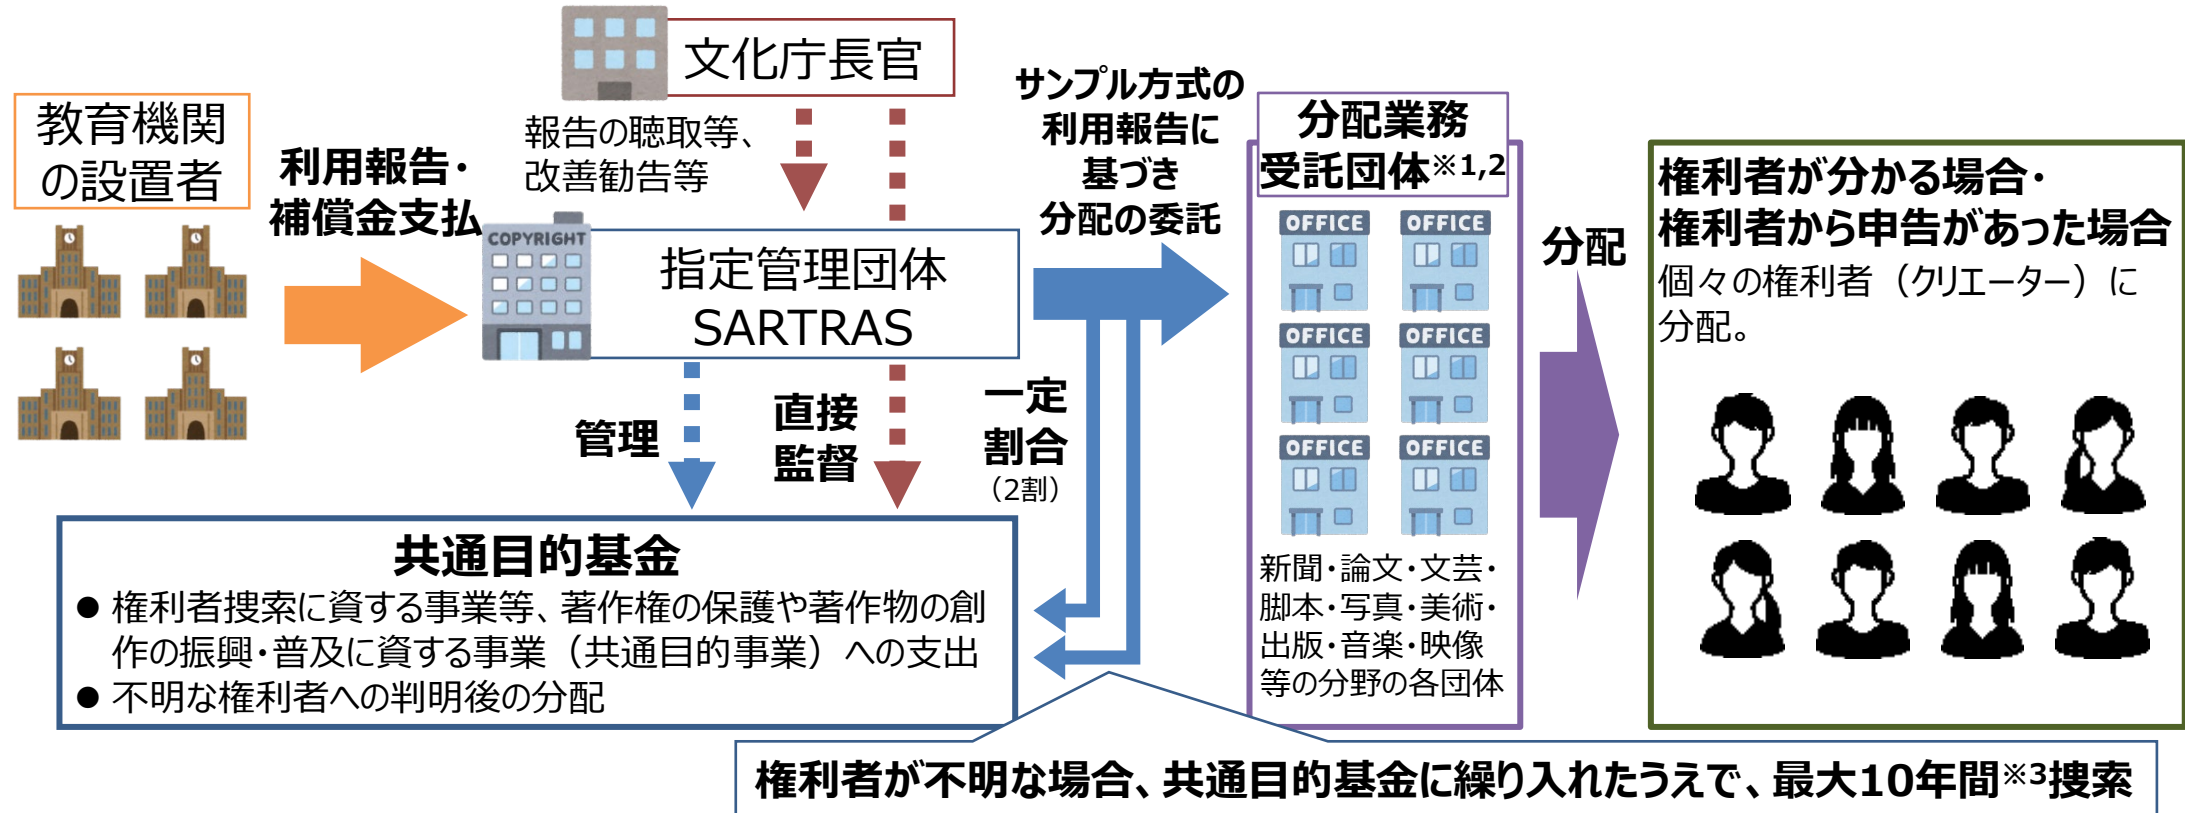 文化庁長官
教育機関
の設置者
利用報告・
補償金支払
報告の聴取等、
改善勧告等
COPYRIGHT
指定管理団体
SARTRAS
サンプル方式の
利用報告に
基づき
分配の委託
分配業務
受託団体※1,2
OFFICE
OFFICE
OFFICE
OFFICE
OFFICE
OFFICE
新聞・論文・文芸・
脚本・写真・美術・
出版・音楽・映像
等の分野の各団体
分配
権利者が分かる場合・
権利者から申告があった場合
個々の権利者（クリエーター）に
分配。
管理
直接
監督
一定
割合
（2割）
共通目的基金
● 権利者捜索に資する事業等、著作権の保護や著作物の創
作の振興・普及に資する事業（共通目的事業）への支出
● 不明な権利者への判明後の分配
権利者が不明な場合、共通目的基金に繰り入れたうえで、最大10年間※3捜索